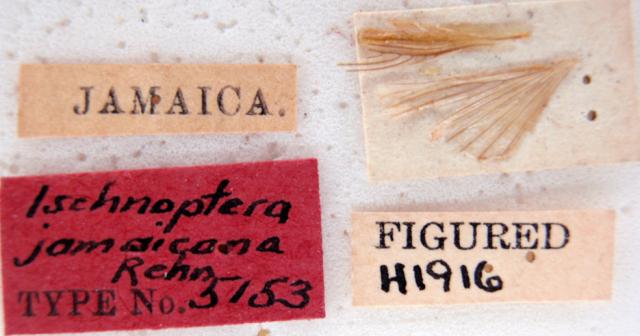 JAMAICA.
Ischnoptera
jamaicana
Rehn
TYPE No. 5153
FIGURED
H1916